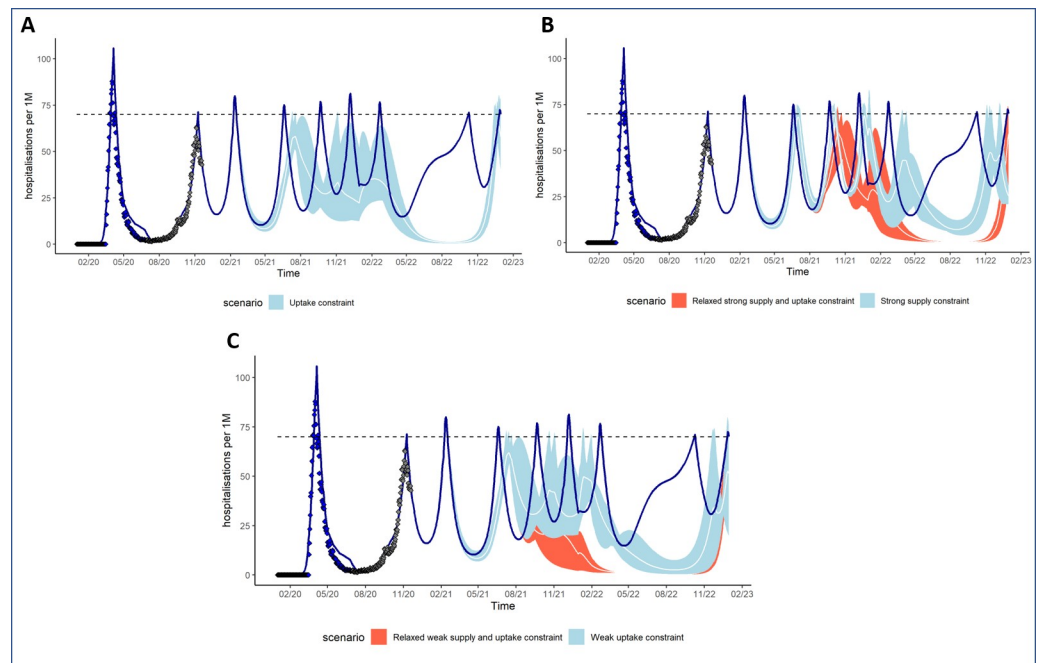 A
hospitalisations per 1M
100
75
50
25
0
02/20 05/20 08/20 11/20 02/21 05/21 08/21 11/21 02/22 05/22 08/22 11/22 02/23
Time
scenario Uptake constraint
B
hospitalisations per 1M
100
75
50
25
0
02/20 05/20 08/20 11/20 02/21 05/21 08/21 11/21 02/22 05/22 08/22 11/22 02/23
Time
scenario Relaxed strong supply and uptake constraint Strong supply constraint
C
hospitalisations per 1M
100
75
50
25
0
02/20 05/20 08/20 11/20 02/21 05/21 08/21 11/21 02/22 05/22 08/22 11/22 02/23
Time
scenario Relaxed weak supply and uptake constraint Weak uptake constraint